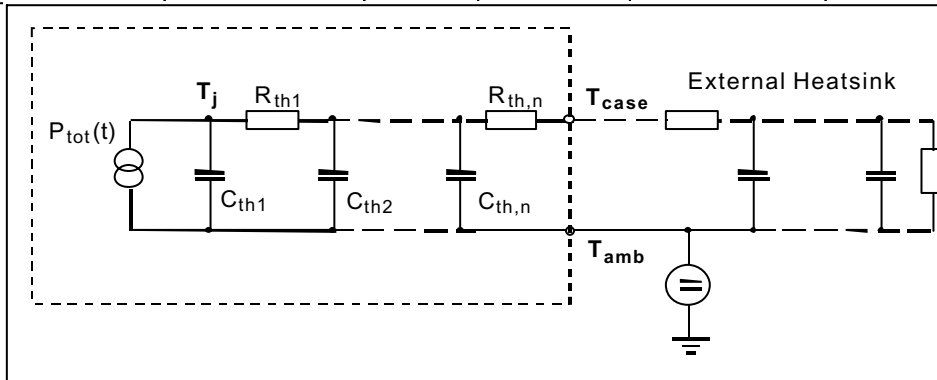 External Heatsink
T_j R_th1 R_th,n T_case
P_tot(t)
C_th1 C_th2 C_th,n
T_amb